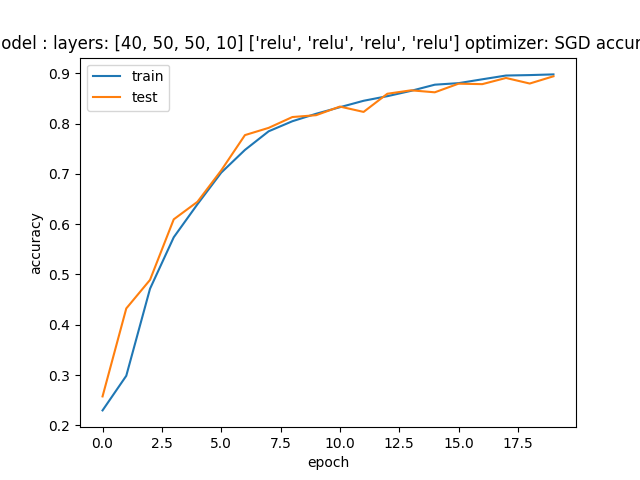 odel : layers: [40, 50, 50, 10] ['relu', 'relu', 'relu', 'relu'] optimizer: SGD accur
train
test
0.9
0.8
0.7
0.6
0.5
0.4
0.3
0.2
accuracy
0.0 2.5 5.0 7.5 10.0 12.5 15.0 17.5
epoch